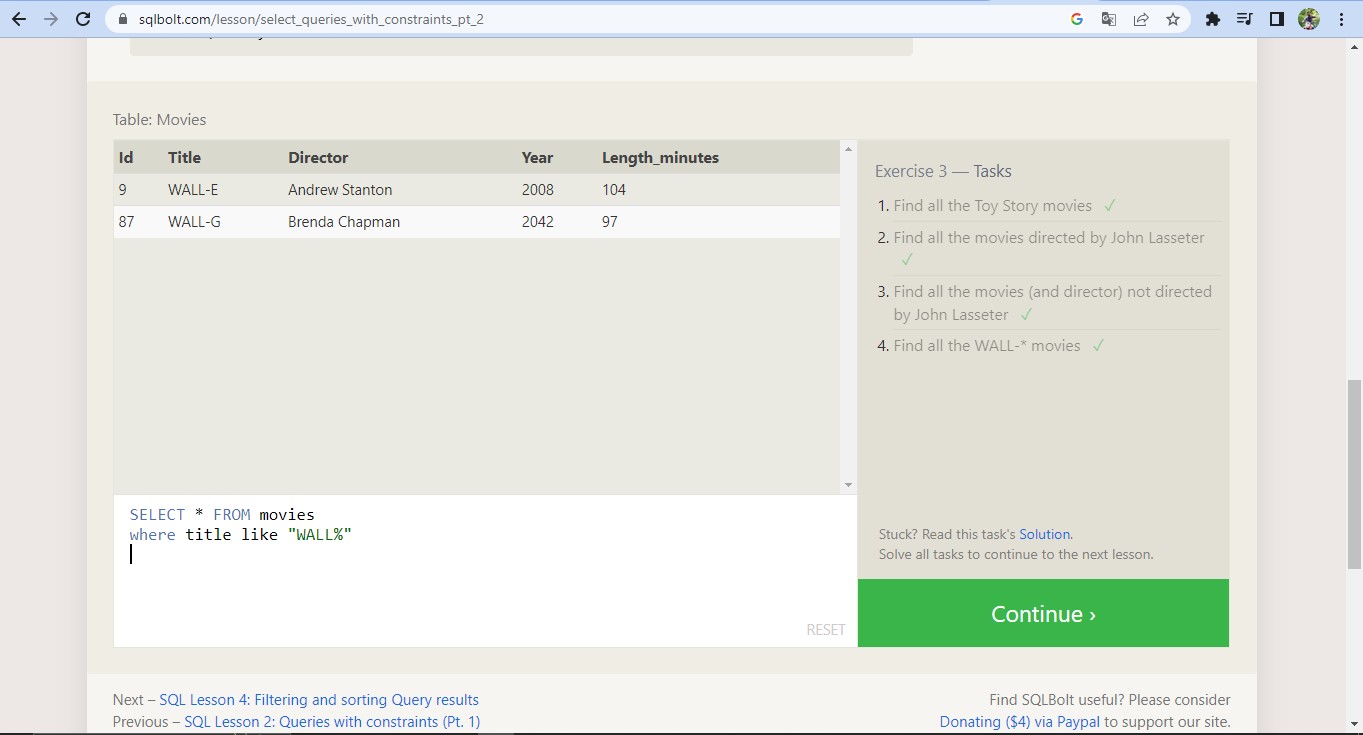 sqlbolt.com/lesson/select_queries_with_constraints_pt_2
Table: Movies
Id Title Director Year Length_minutes
9 WALL-E Andrew Stanton 2008 104
87 WALL-G Brenda Chapman 2042 97
Exercise 3 — Tasks
1. Find all the Toy Story movies ✓
2. Find all the movies directed by John Lasseter
✓
3. Find all the movies (and director) not directed
by John Lasseter ✓
4. Find all the WALL-* movies ✓
SELECT * FROM movies
where title like "WALL%"
RESET
Stuck? Read this task's Solution.
Solve all tasks to continue to the next lesson.
Continue ›
Next – SQL Lesson 4: Filtering and sorting Query results
Previous – SQL Lesson 2: Queries with constraints (Pt. 1)
Find SQLBolt useful? Please consider
Donating ($4) via Paypal to support our site.